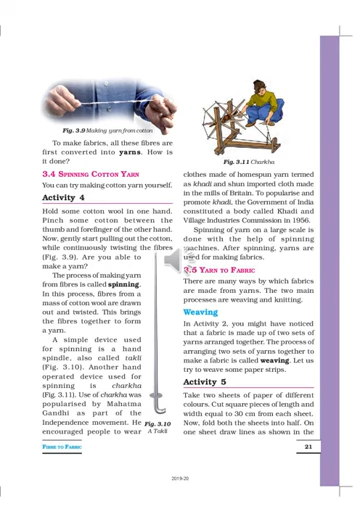 Fig. 3.9 Making yarn from cotton
To make fabrics, all these fibres are
first converted into yarns. How is
it done?
3.4 SPINNING COTTON YARN
You can try making cotton yarn yourself.
Activity 4
Hold some cotton wool in one hand.
Pinch some cotton between the
thumb and forefinger of the other hand.
Now, gently start pulling out the cotton,
while continuously twisting the fibres
(Fig. 3.9). Are you able to
make a yarn?
The process of making yarn
from fibres is called spinning.
In this process, fibres from a
mass of cotton wool are drawn
out and twisted. This brings
the fibres together to form
a yarn.
A simple device used
for spinning is a hand
spindle, also called takli
(Fig. 3.10). Another hand
operated device used for
spinning is charkha
(Fig. 3.11). Use of charkha was
popularised by Mahatma
Gandhi as part of the
Independence movement. He
encouraged people to wear
Fig. 3.10
A Takli
Fig. 3.11 Charkha
clothes made of homespun yarn termed
as khadi and shun imported cloth made
in the mills of Britain. To popularise and
promote khadi, the Government of India
constituted a body called Khadi and
Village Industries Commission in 1956.
Spinning of yarn on a large scale is
done with the help of spinning
machines. After spinning, yarns are
used for making fabrics.
3.5 YARN TO FABRIC
There are many ways by which fabrics
are made from yarns. The two main
processes are weaving and knitting.
Weaving
In Activity 2, you might have noticed
that a fabric is made up of two sets of
yarns arranged together. The process of
arranging two sets of yarns together to
make a fabric is called weaving. Let us
try to weave some paper strips.
Activity 5
Take two sheets of paper of different
colours. Cut square pieces of length and
width equal to 30 cm from each sheet.
Now, fold both the sheets into half. On
one sheet draw lines as shown in the
FIBRE TO FABRIC
21
2019-20